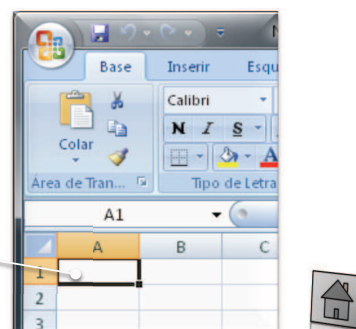 Base Inserir Esqu
Calibri
N I S A
Colar
Área de Tran... Tipo de Letra
A1
A B C
1
2
3